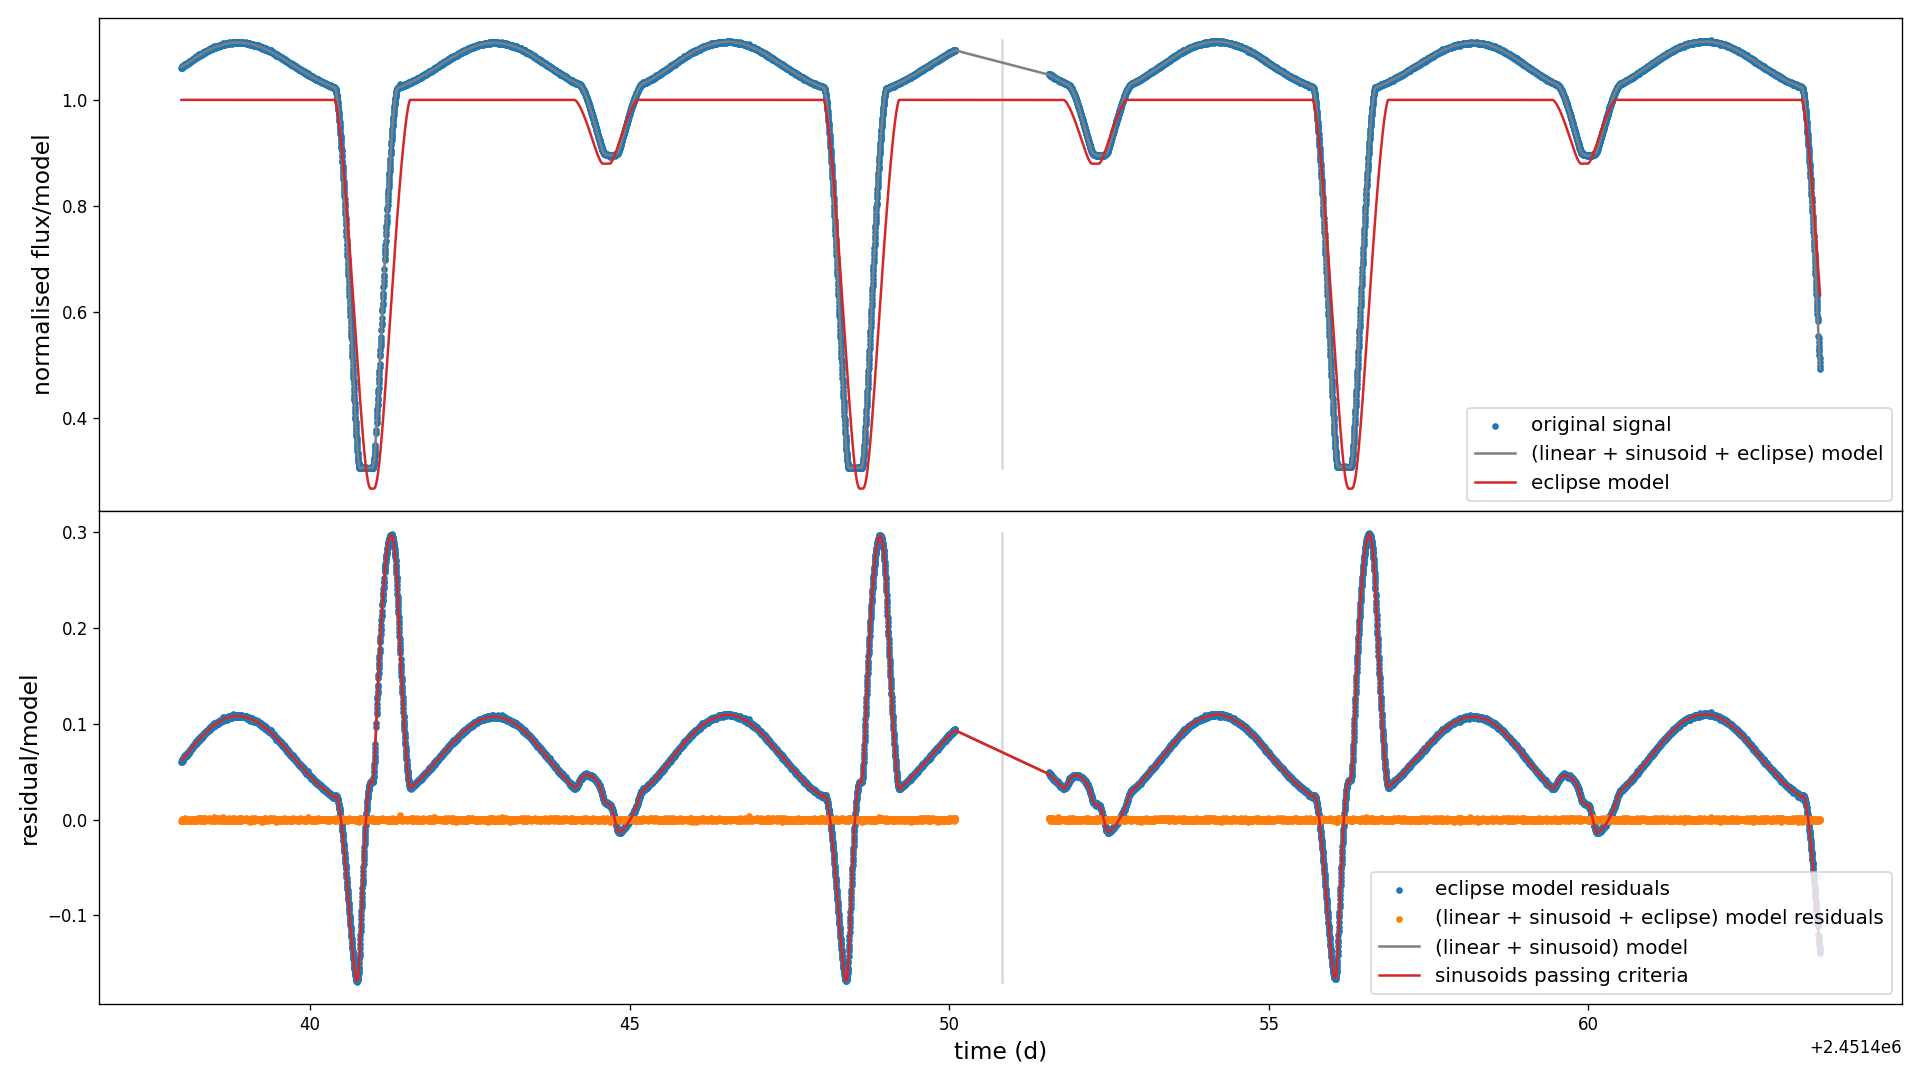 normalised flux/model
1.0
0.8
0.6
0.4
original signal
(linear + sinusoid + eclipse) model
eclipse model
residual/model
0.3
0.2
0.1
0.0
−0.1
eclipse model residuals
(linear + sinusoid + eclipse) model residuals
(linear + sinusoid) model
sinusoids passing criteria
40
45
50
55
60
time (d)
+2.4514e6